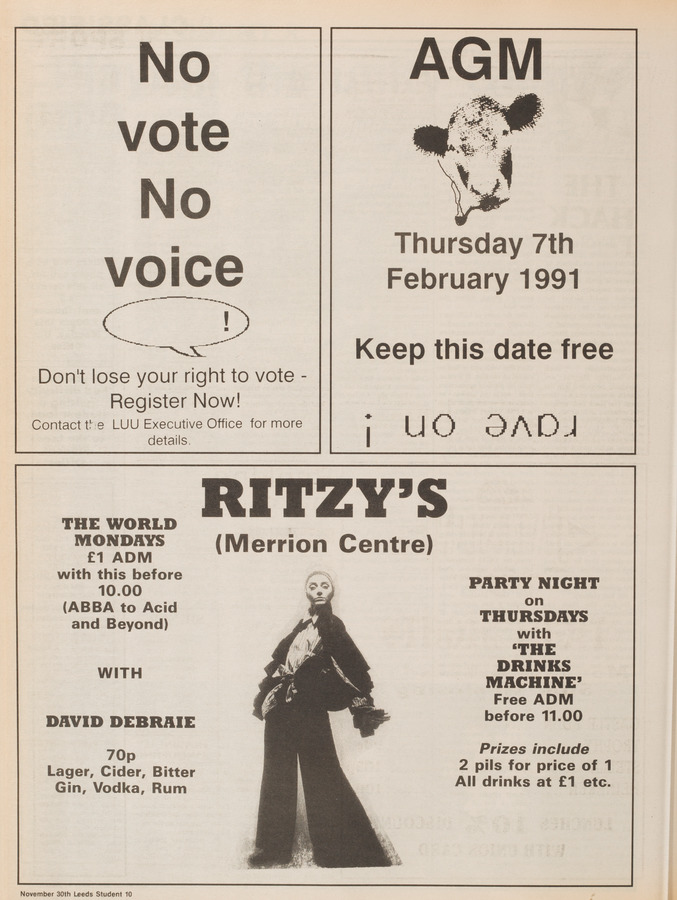 No
vote
No
voice
!
Don't lose your right to vote -
Register Now!
Contact the LUU Executive Office for more
details.
AGM
Thursday 7th
February 1991
Keep this date free
rave on !
RITZY'S
(Merrion Centre)
THE WORLD
MONDAYS
£1 ADM
with this before
10.00
(ABBA to Acid
and Beyond)
WITH
DAVID DEBRAIE
70p
Lager, Cider, Bitter
Gin, Vodka, Rum
PARTY NIGHT
on
THURSDAYS
with
‘THE
DRINKS
MACHINE’
Free ADM
before 11.00
Prizes include
2 pils for price of 1
All drinks at £1 etc.
November 30th Leeds Student 10